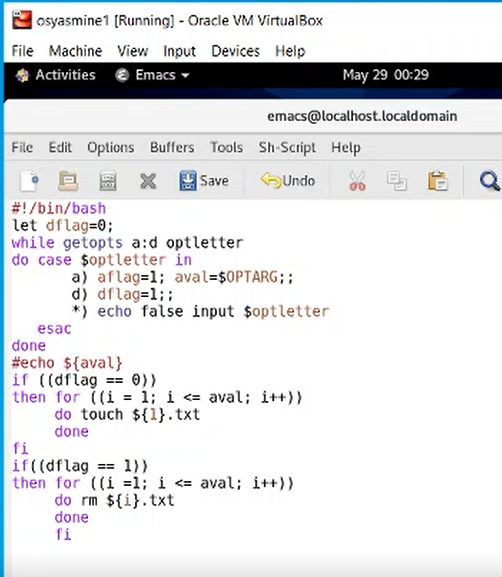 osyasmine1 [Running] - Oracle VM VirtualBox
File Machine View Input Devices Help
Activities Emacs May 29 00:29
emacs@localhost.localdomain
File Edit Options Buffers Tools Sh-Script Help
Save Undo
#!/bin/bash
let dflag=0;
while getopts a:d optletter
do case $optletter in
a) aflag=1; aval=$OPTARG;;
d) dflag=1;;
*) echo false input $optletter
esac
done
#echo ${aval}
if ((dflag == 0))
then for ((i = 1; i <= aval; i++))
do touch ${1}.txt
done
fi
if((dflag == 1))
then for ((i =1; i <= aval; i++))
do rm ${i}.txt
done
fi